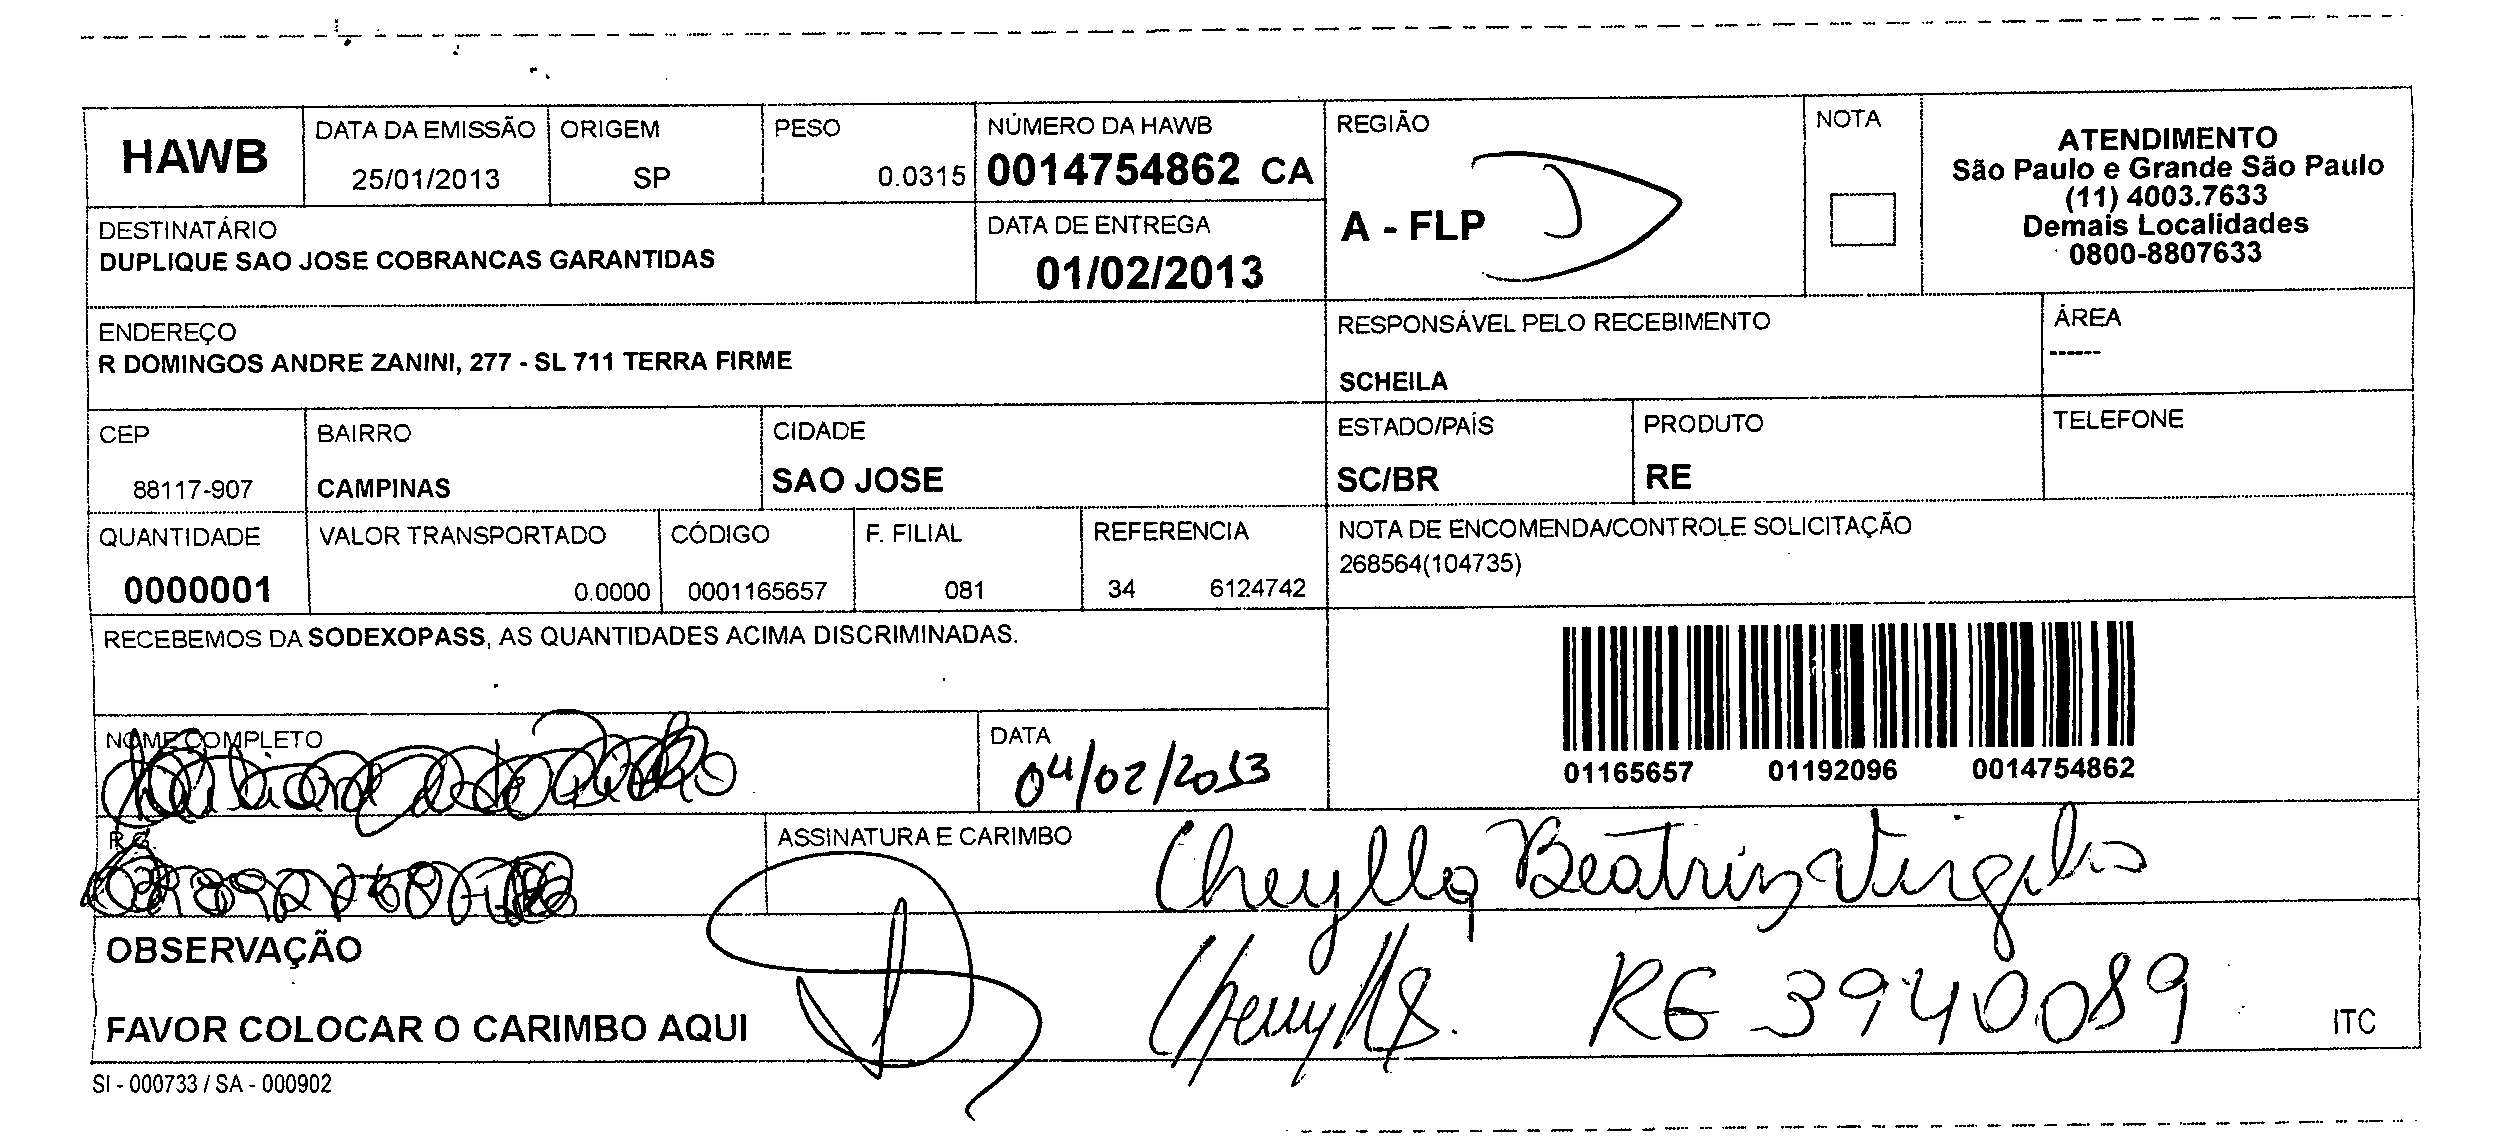 HAWB
DATA DA EMISSÃO
25/01/2013
ORIGEM
SP
PESO
0.0315
NÚMERO DA HAWB
0014754862 CA
REGIÃO
A - FLP
NOTA
ATENDIMENTO
São Paulo e Grande São Paulo
(11) 4003.7633
Demais Localidades
0800-8807633
DESTINATÁRIO
DUPLIQUE SAO JOSE COBRANCAS GARANTIDAS
DATA DE ENTREGA
01/02/2013
ENDEREÇO
R DOMINGOS ANDRE ZANINI, 277 - SL 711 TERRA FIRME
RESPONSÁVEL PELO RECEBIMENTO
SCHEILA
ÁREA
------
CEP
88117-907
BAIRRO
CAMPINAS
CIDADE
SAO JOSE
ESTADO/PAÍS
SC/BR
PRODUTO
RE
TELEFONE
QUANTIDADE
0000001
VALOR TRANSPORTADO
0.0000
CÓDIGO
0001165657
F. FILIAL
081
REFERENCIA
34 6124742
NOTA DE ENCOMENDA/CONTROLE SOLICITAÇÃO
268564(104735)
RECEBEMOS DA SODEXOPASS, AS QUANTIDADES ACIMA DISCRIMINADAS.
01165657 01192096 0014754862
NOME COMPLETO
DATA
04/02/2013
R.G.
ASSINATURA E CARIMBO
Cheylla Beatriz Virgilio
RG 3940089
OBSERVAÇÃO
FAVOR COLOCAR O CARIMBO AQUI
ITC
SI - 000733 / SA - 000902